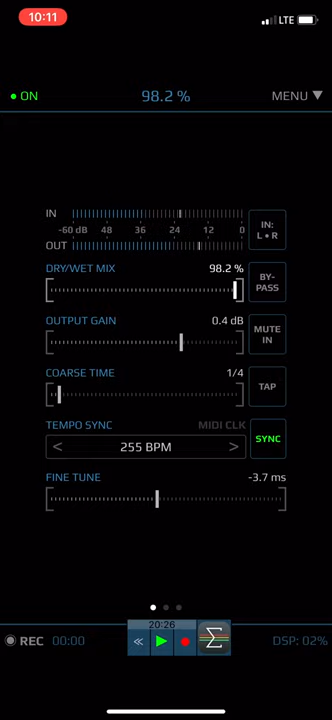 10:11
LTE
ON
98.2 %
MENU ▼
IN
-60 dB 48 36 24 12 0
OUT
IN:
L • R
DRY/WET MIX
98.2 %
BY-
PASS
OUTPUT GAIN
0.4 dB
MUTE
IN
COARSE TIME
1/4
TAP
TEMPO SYNC
MIDI CLK
< 255 BPM >
SYNC
FINE TUNE
-3.7 ms
20:26
REC 00:00
Σ
DSP: 02%